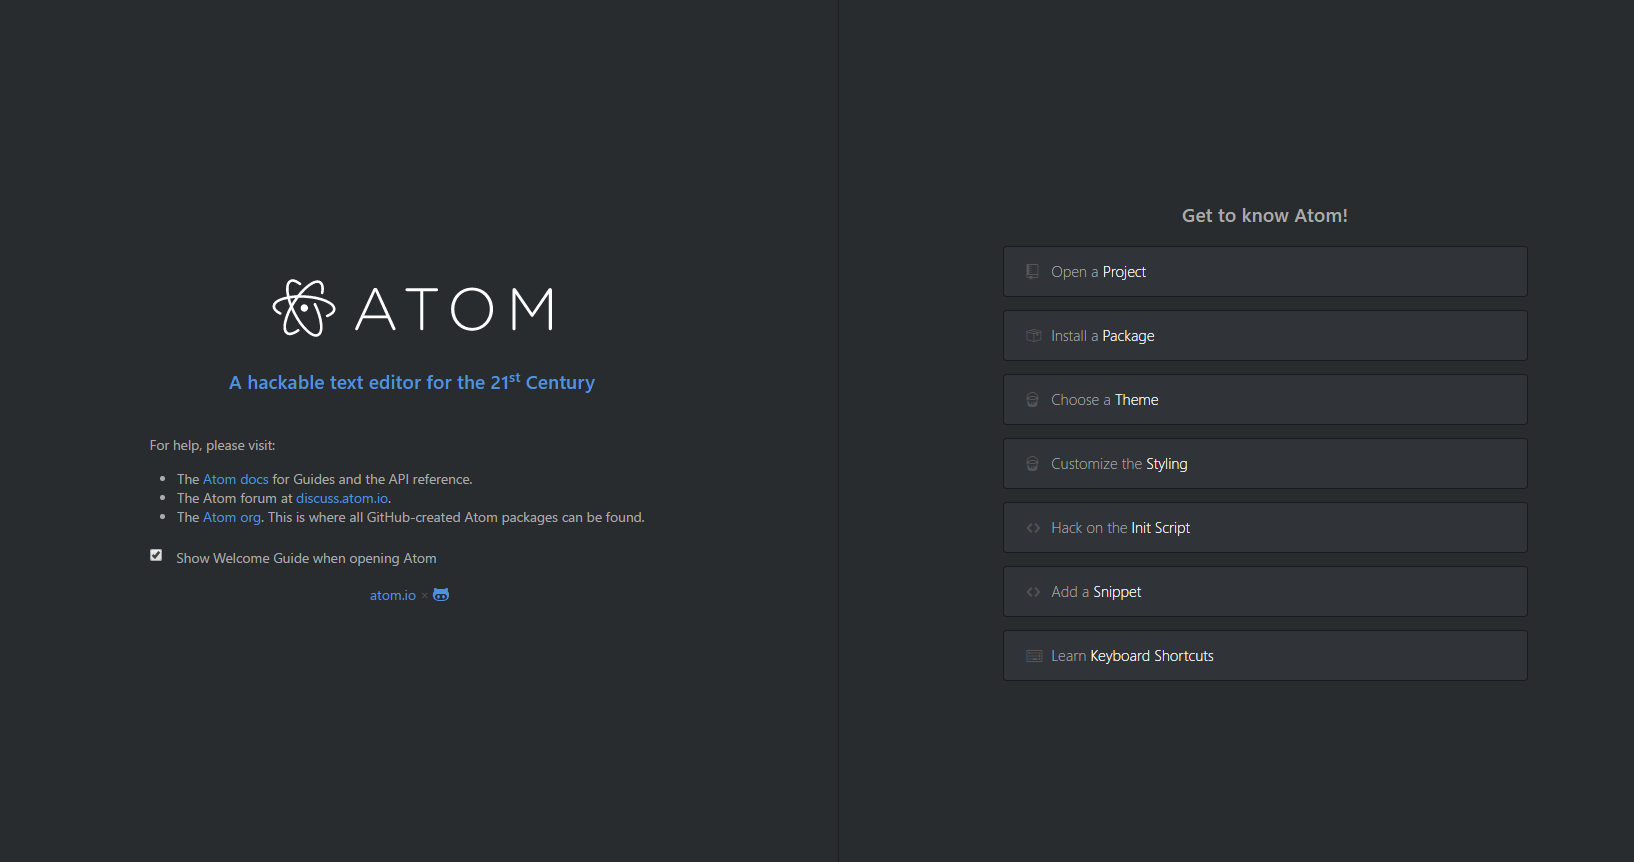 ATOM
A hackable text editor for the 21st Century
For help, please visit:
• The Atom docs for Guides and the API reference.
• The Atom forum at discuss.atom.io.
• The Atom org. This is where all GitHub-created Atom packages can be found.
Show Welcome Guide when opening Atom
atom.io ×
Get to know Atom!
Open a Project
Install a Package
Choose a Theme
Customize the Styling
Hack on the Init Script
Add a Snippet
Learn Keyboard Shortcuts